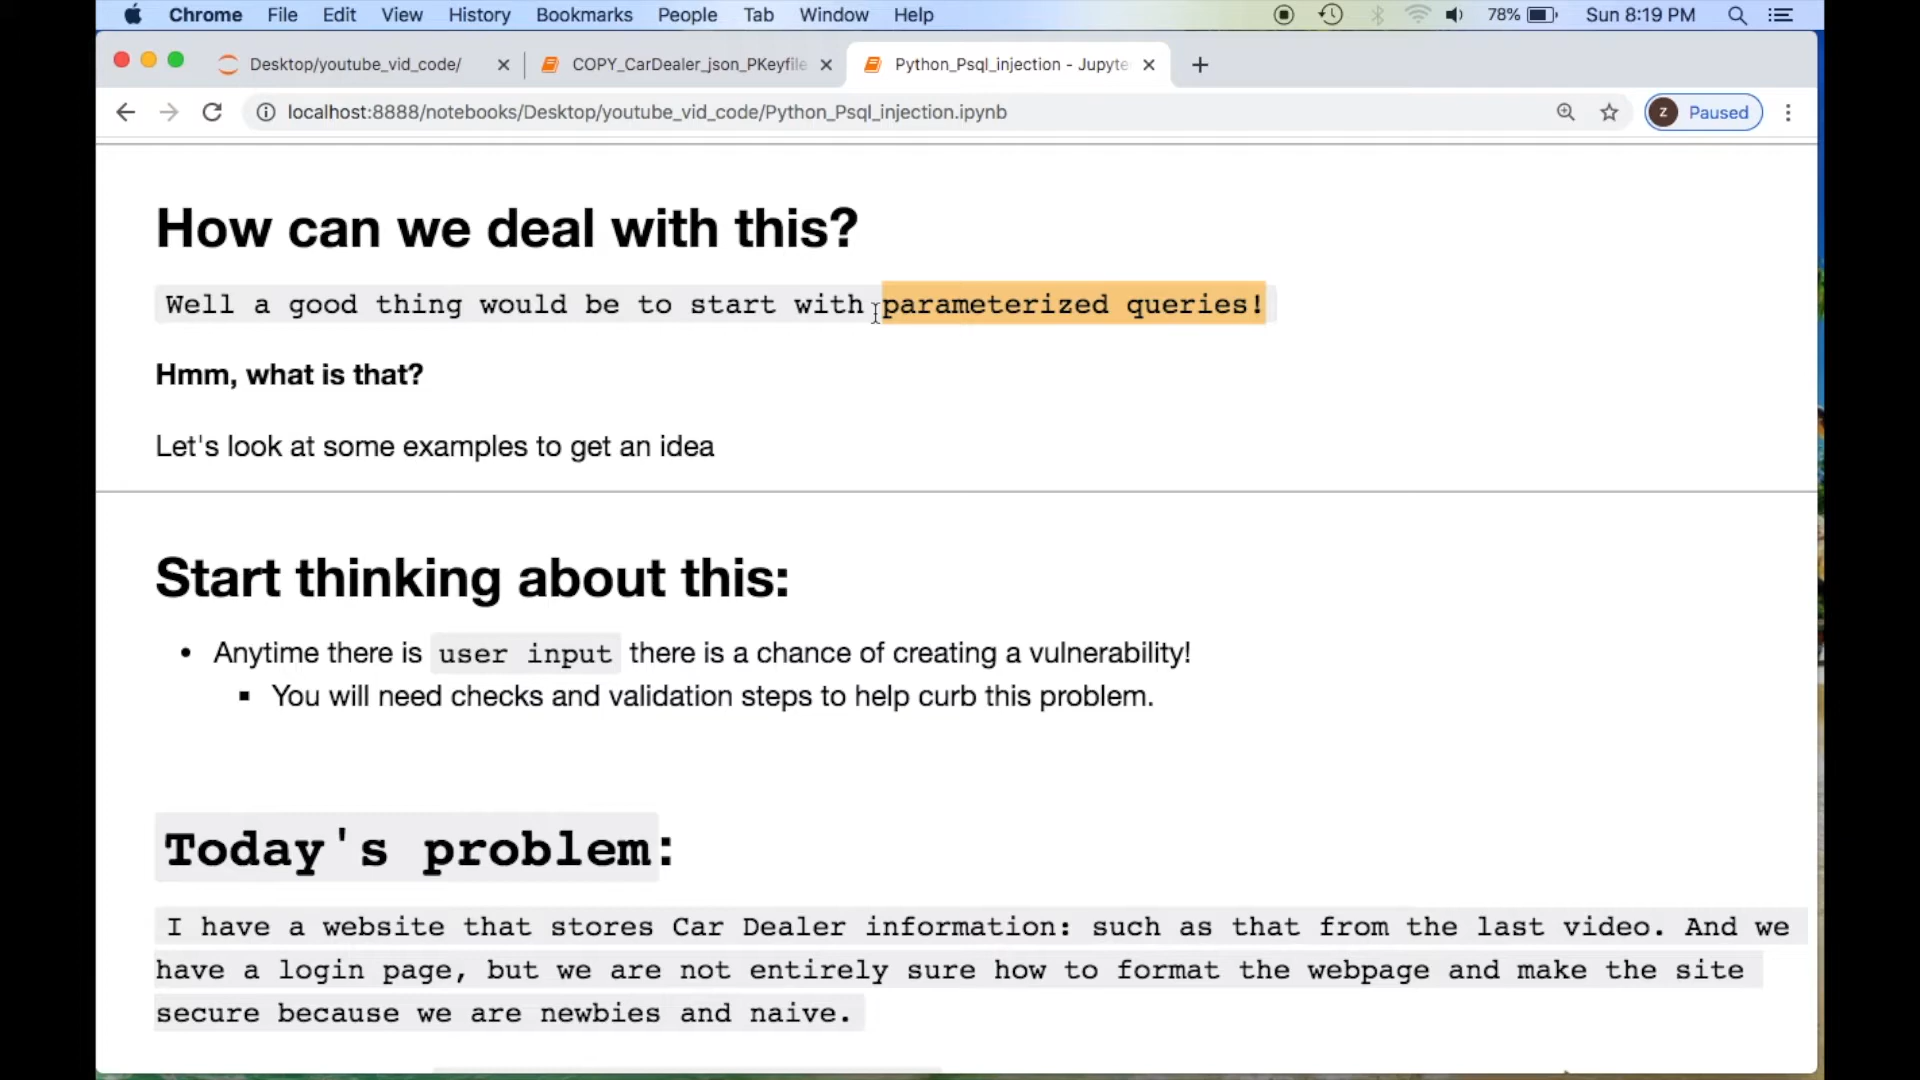 Chrome File Edit View History Bookmarks People Tab Window Help 78% Sun 8:19 PM
Desktop/youtube_vid_code/ COPY_CarDealer_json_PKeyfile Python_Psql_injection - Jupyte
localhost:8888/notebooks/Desktop/youtube_vid_code/Python_Psql_injection.ipynb Z Paused
How can we deal with this?
Well a good thing would be to start with parameterized queries!
Hmm, what is that?
Let's look at some examples to get an idea
Start thinking about this:
• Anytime there is user input there is a chance of creating a vulnerability!
▪ You will need checks and validation steps to help curb this problem.
Today's problem:
I have a website that stores Car Dealer information: such as that from the last video. And we
have a login page, but we are not entirely sure how to format the webpage and make the site
secure because we are newbies and naive.